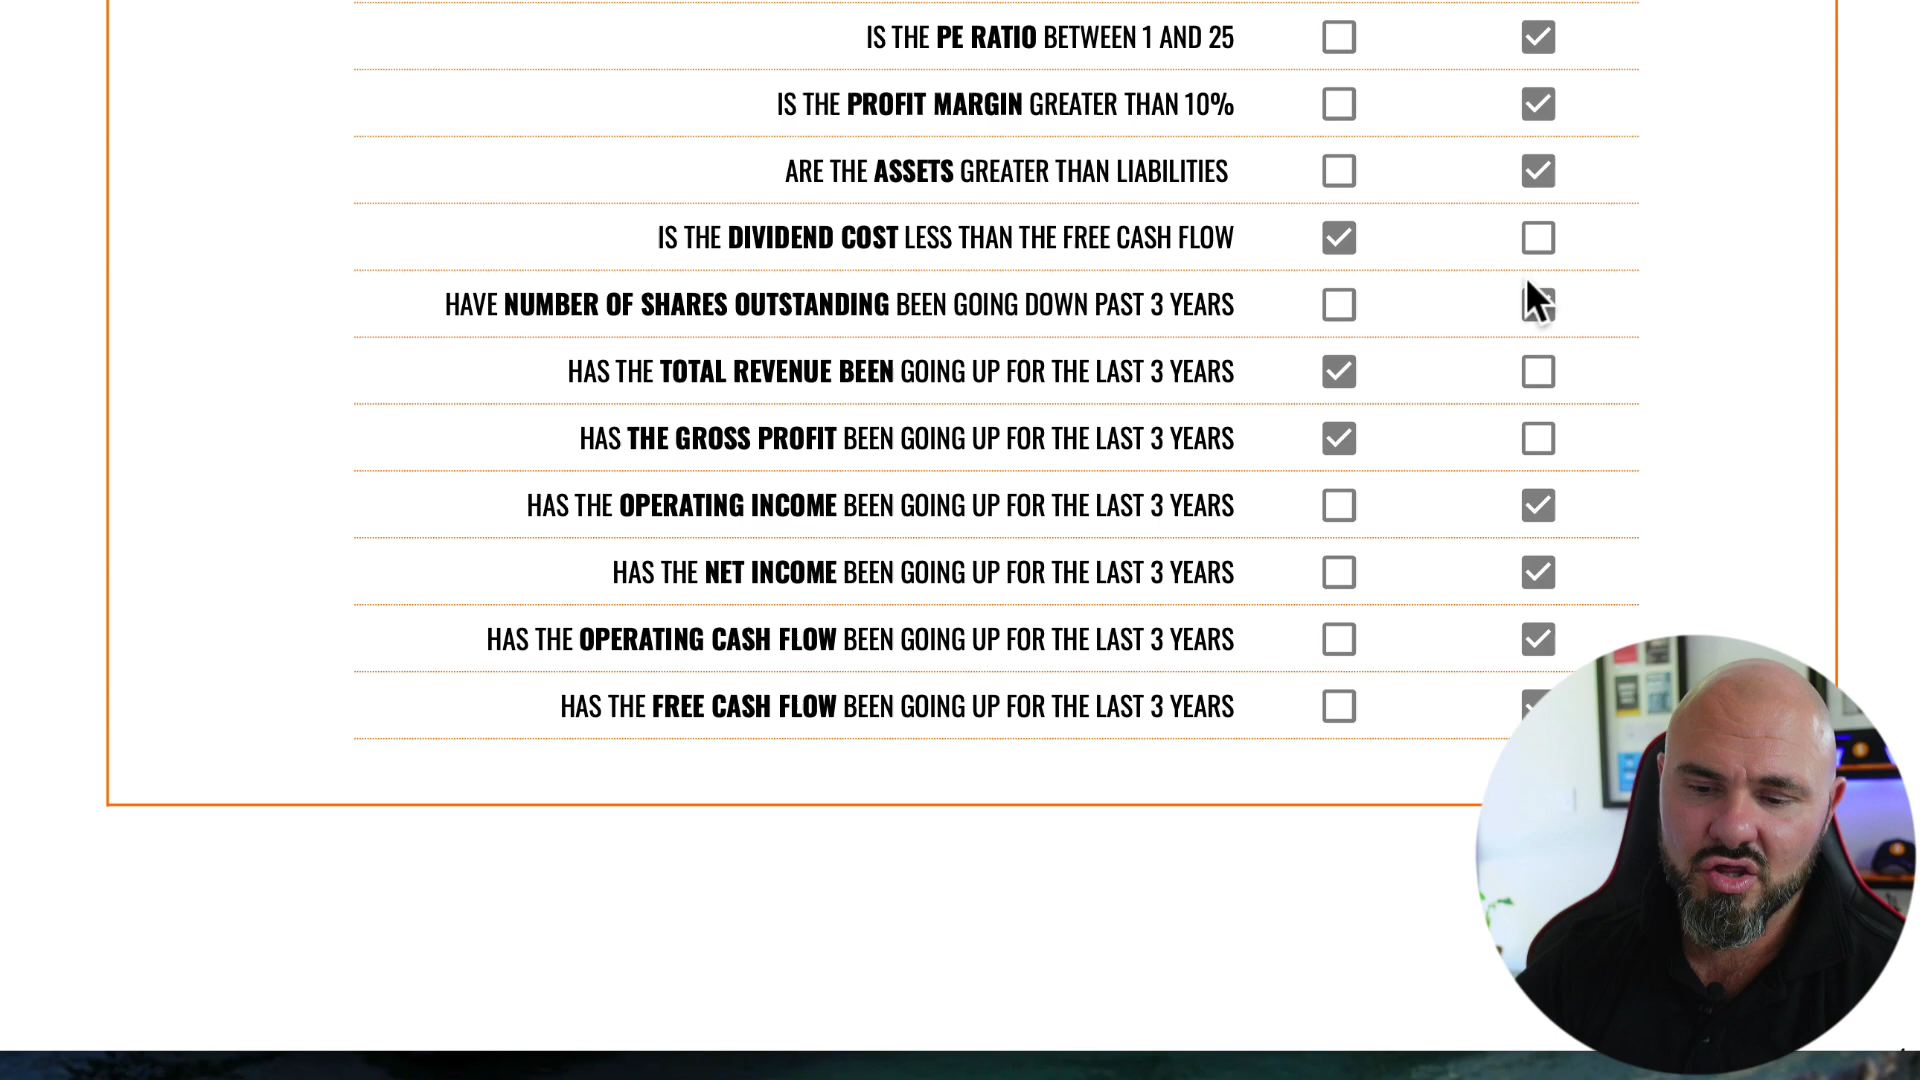 IS THE PE RATIO BETWEEN 1 AND 25
IS THE PROFIT MARGIN GREATER THAN 10%
ARE THE ASSETS GREATER THAN LIABILITIES
IS THE DIVIDEND COST LESS THAN THE FREE CASH FLOW
HAVE NUMBER OF SHARES OUTSTANDING BEEN GOING DOWN PAST 3 YEARS
HAS THE TOTAL REVENUE BEEN GOING UP FOR THE LAST 3 YEARS
HAS THE GROSS PROFIT BEEN GOING UP FOR THE LAST 3 YEARS
HAS THE OPERATING INCOME BEEN GOING UP FOR THE LAST 3 YEARS
HAS THE NET INCOME BEEN GOING UP FOR THE LAST 3 YEARS
HAS THE OPERATING CASH FLOW BEEN GOING UP FOR THE LAST 3 YEARS
HAS THE FREE CASH FLOW BEEN GOING UP FOR THE LAST 3 YEARS